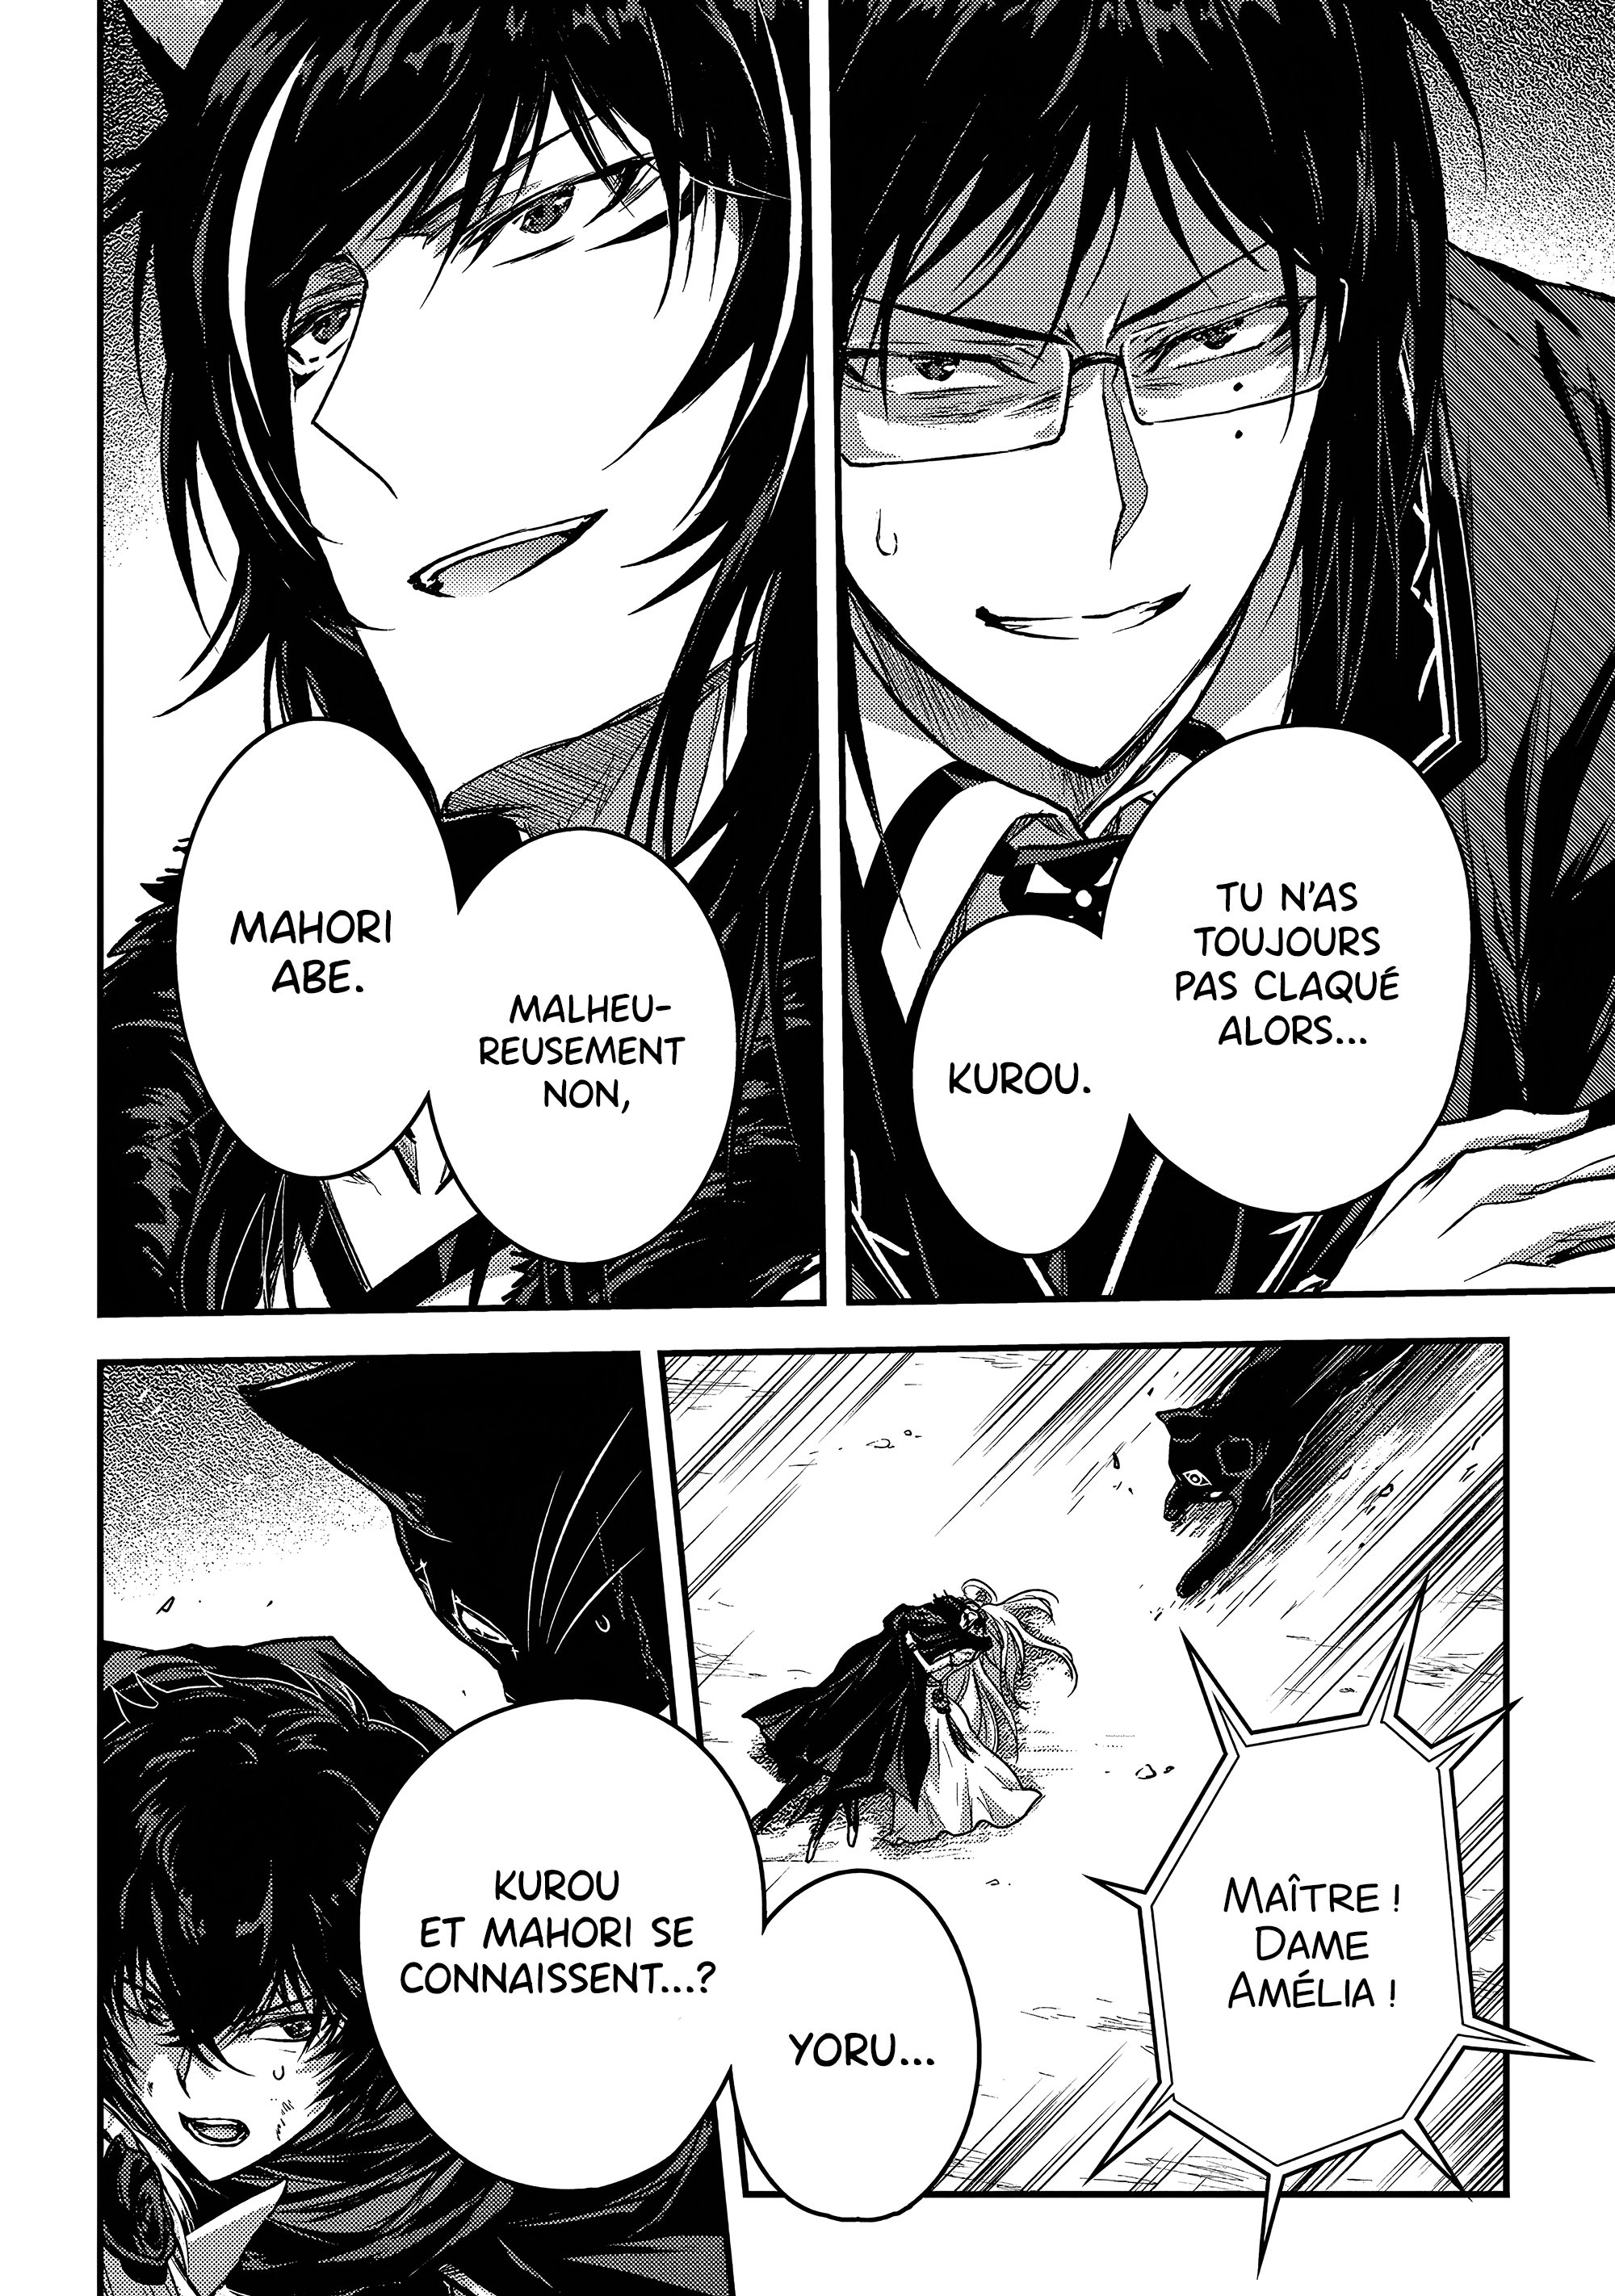 TU N'AS
TOUJOURS
PAS CLAQUÉ
ALORS...
KUROU.
MALHEU-
REUSEMENT
NON,
MAHORI
ABE.
MAÎTRE !
DAME
AMÉLIA !
YORU...
KUROU
ET MAHORI SE
CONNAISSENT...?